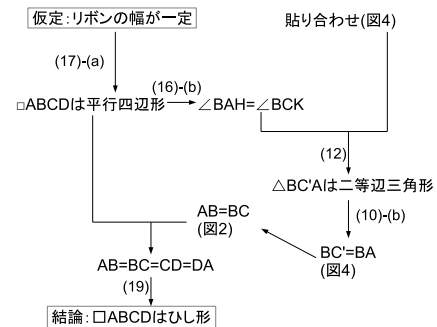 仮定：リボンの幅が一定
貼り合わせ(図4)
(17)-(a)
(16)-(b)
□ABCDは平行四辺形
∠BAH=∠BCK
(12)
△BC'Aは二等辺三角形
(10)-(b)
AB=BC
(図2)
BC'=BA
(図4)
AB=BC=CD=DA
(19)
結論：□ABCDはひし形